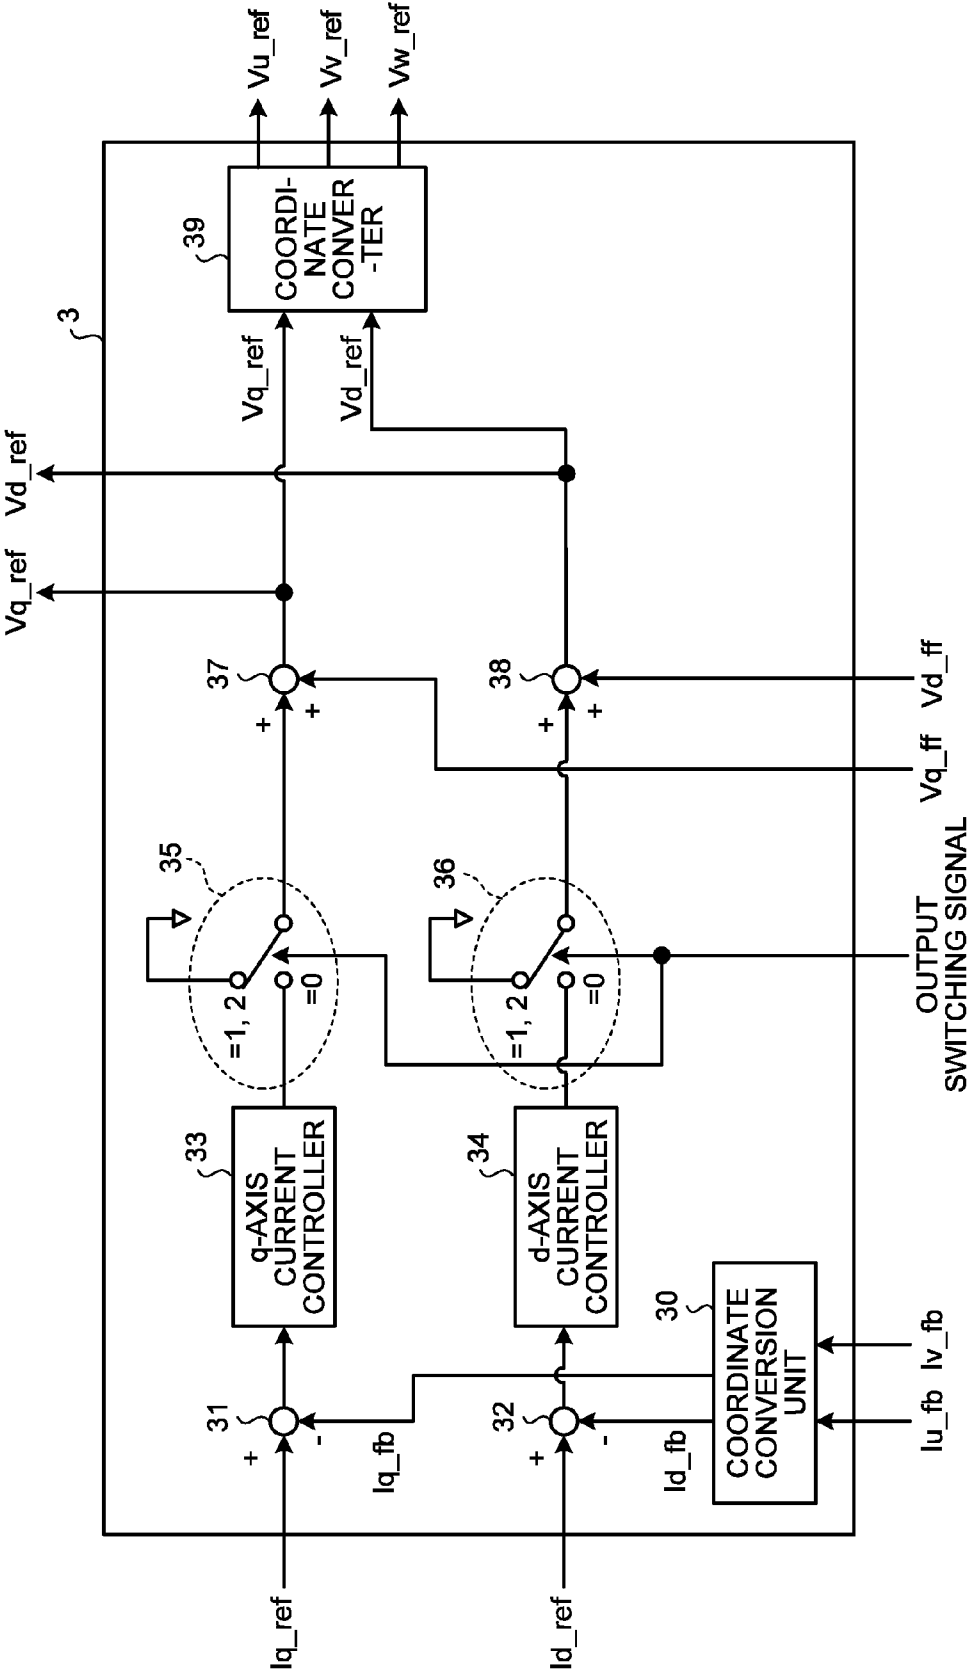 3
Vq_ref
Vd_ref
Iq_ref
+
-
31
Iq_fb
33
q-AXIS
CURRENT
CONTROLLER
35
=1, 2
=0
37
+
+
Vq_ref
Vd_ref
39
COORDI-
NATE
CONVER
-TER
Vu_ref
Vv_ref
Vw_ref
Id_ref
+
-
32
Id_fb
34
d-AXIS
CURRENT
CONTROLLER
36
=1, 2
=0
38
+
+
30
COORDINATE
CONVERSION
UNIT
Iu_fb
Iv_fb
OUTPUT
SWITCHING SIGNAL
Vq_ff
Vd_ff